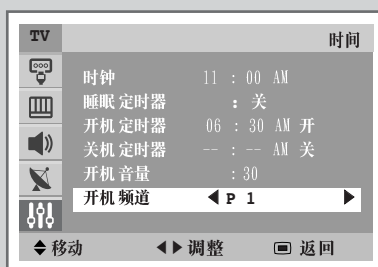 TV
时间
时钟 11 : 00 AM
睡眠定时器 : 关
开机定时器 06 : 30 AM 开
关机定时器 -- : -- AM 关
开机音量 : 30
开机频道 ◀ P 1 ▶
◆移动 ◀▶调整 返回